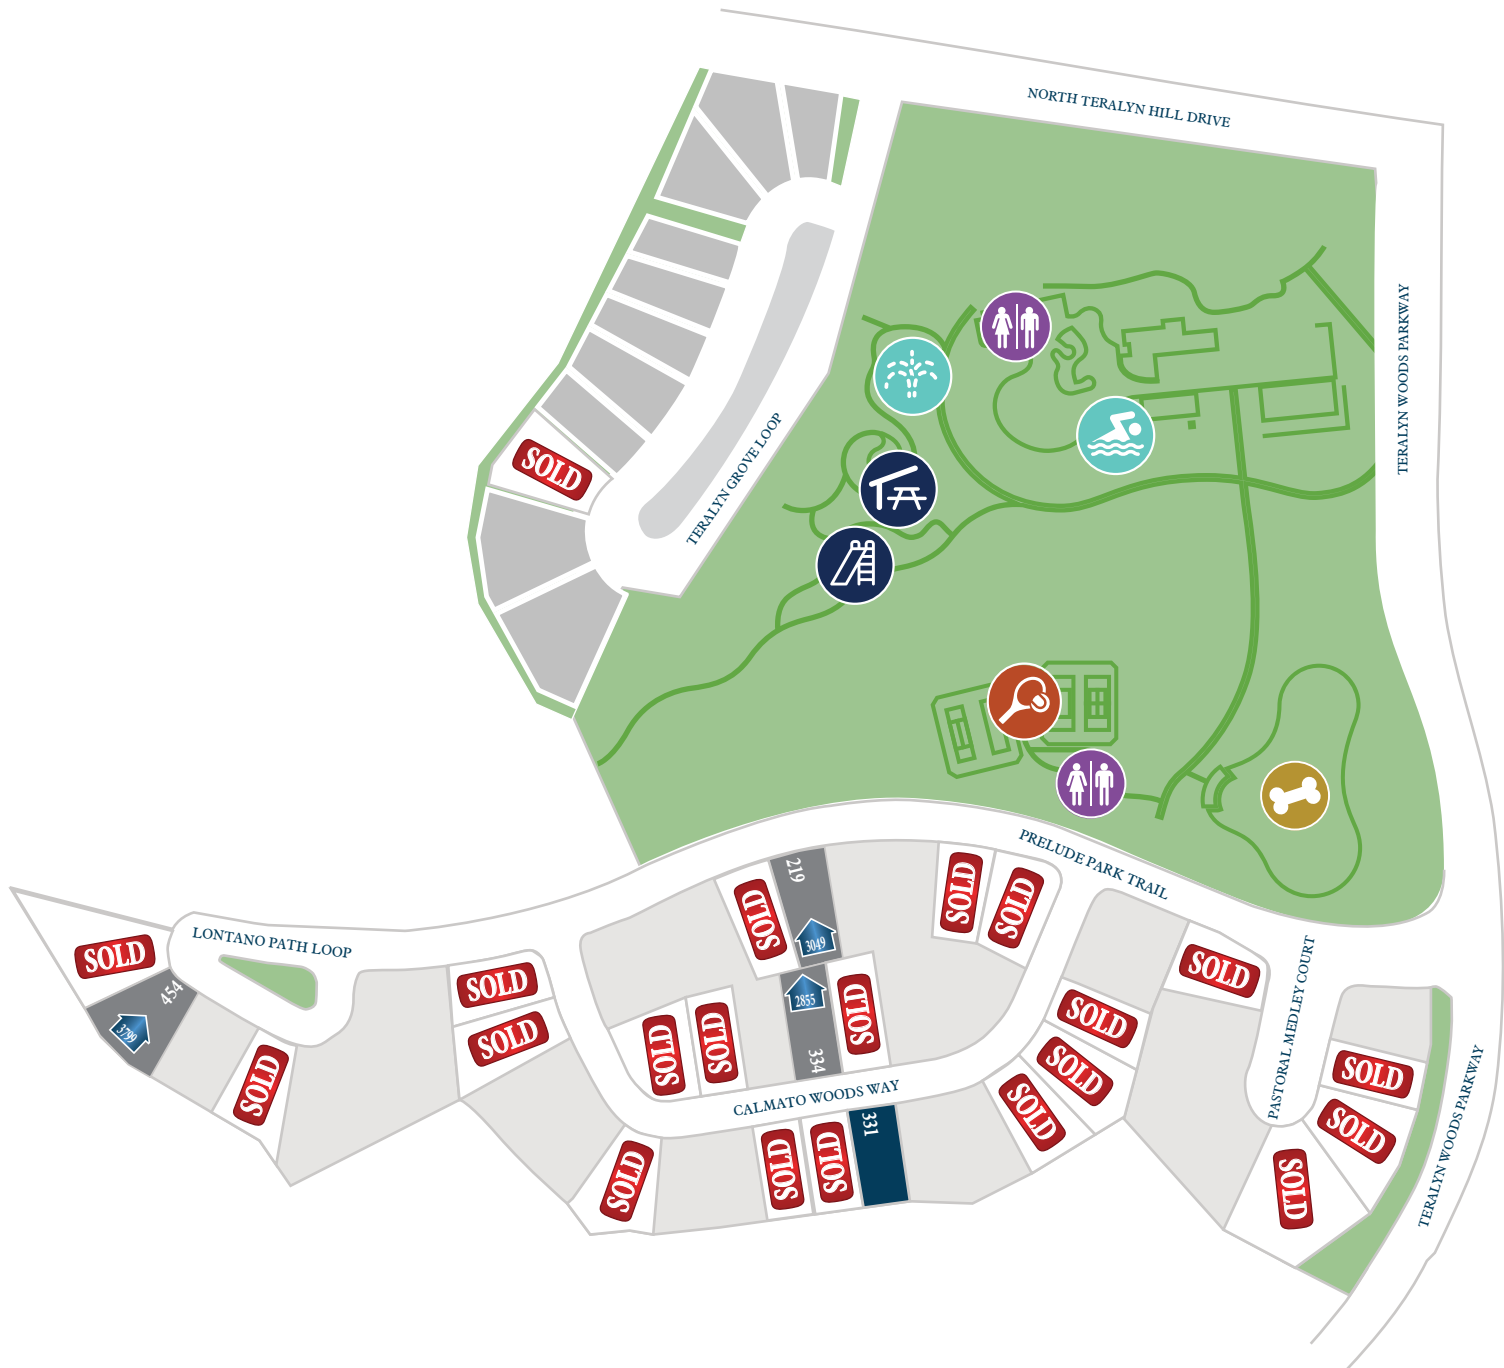 NORTH TERALYN HILL DRIVE
TERALYN WOODS PARKWAY
TERALYN GROVE LOOP
SOLD
PRELUDE PARK TRAIL
219
SOLD
3049
SOLD
SOLD
LONTANO PATH LOOP
SOLD
454
3799
SOLD
SOLD
SOLD
2855
334
SOLD
SOLD
SOLD
CALMATO WOODS WAY
331
SOLD
SOLD
SOLD
SOLD
SOLD
SOLD
SOLD
PASTORAL MEDLEY COURT
SOLD
SOLD
SOLD
TERALYN WOODS PARKWAY